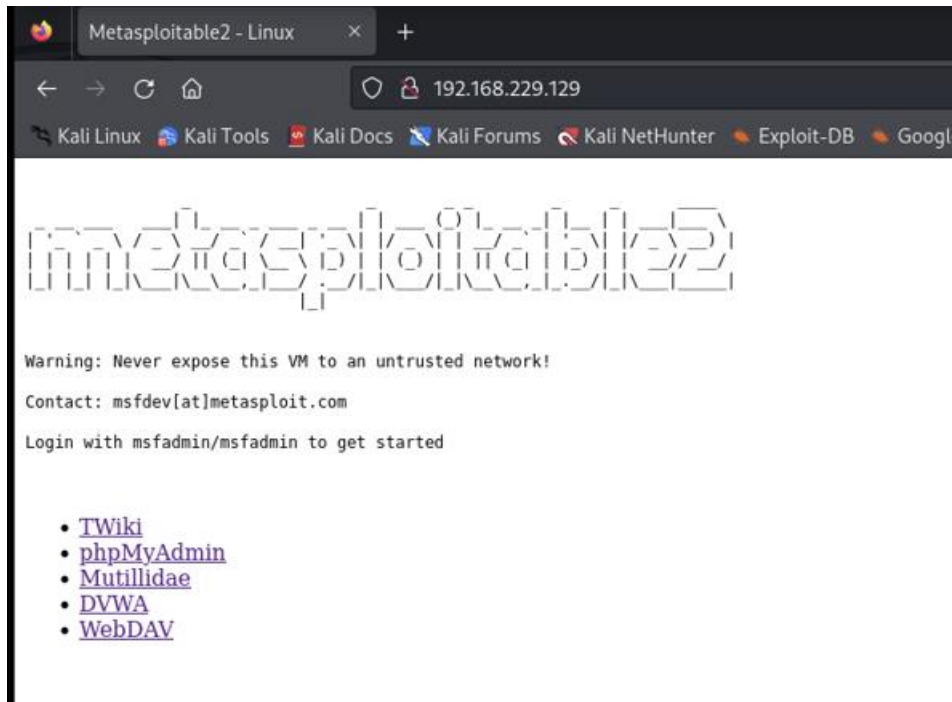 Metasploitable2 - Linux
192.168.229.129
Kali Linux Kali Tools Kali Docs Kali Forums Kali NetHunter Exploit-DB Googl
metasploitable2
Warning: Never expose this VM to an untrusted network!
Contact: msfdev[at]metasploit.com
Login with msfadmin/msfadmin to get started
TWiki
phpMyAdmin
Mutillidae
DVWA
WebDAV